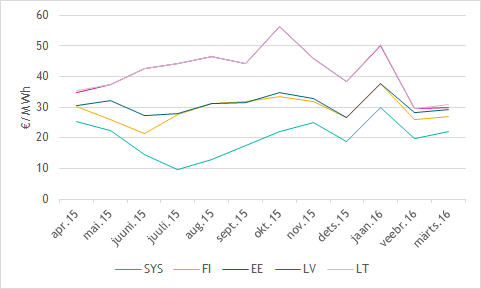 60
50
40
30
20
10
0
€/MWh
apr.15
mai.15
juuni.15
juuli.15
aug.15
sept.15
okt.15
nov.15
dets.15
jaan.16
veebr.16
märts.16
SYS FI EE LV LT